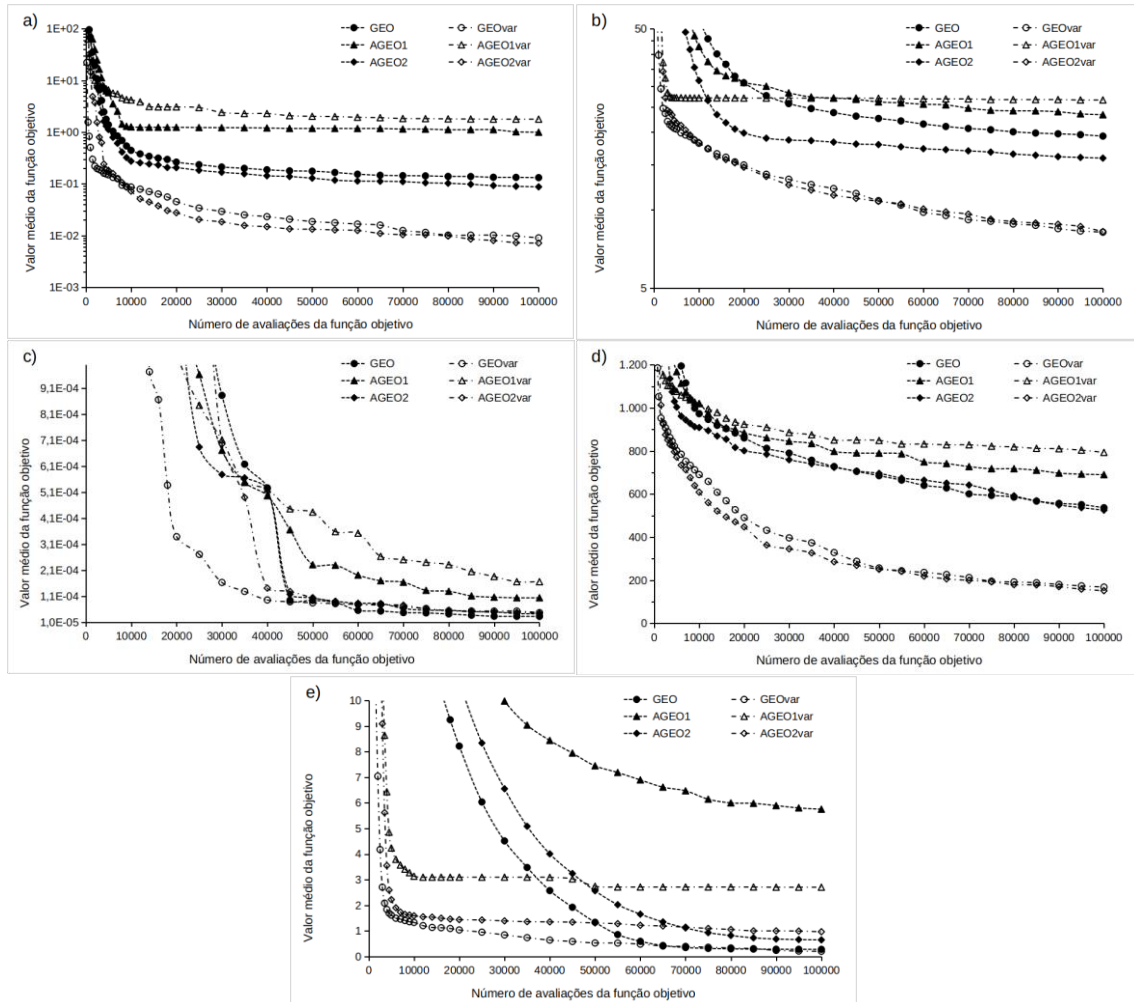 a)
GEO GEOvar
AGEO1 AGEO1var
AGEO2 AGEO2var
Valor médio da função objetivo
1E+02
1E+01
1E+00
1E-01
1E-02
1E-03
0 10000 20000 30000 40000 50000 60000 70000 80000 90000 100000
Número de avaliações da função objetivo
b)
GEO GEOvar
AGEO1 AGEO1var
AGEO2 AGEO2var
Valor médio da função objetivo
50
5
0 10000 20000 30000 40000 50000 60000 70000 80000 90000 100000
Número de avaliações da função objetivo
c)
GEO GEOvar
AGEO1 AGEO1var
AGEO2 AGEO2var
Valor médio da função objetivo
9,1E-04
8,1E-04
7,1E-04
6,1E-04
5,1E-04
4,1E-04
3,1E-04
2,1E-04
1,1E-04
1,0E-05
0 10000 20000 30000 40000 50000 60000 70000 80000 90000 100000
Número de avaliações da função objetivo
d)
GEO GEOvar
AGEO1 AGEO1var
AGEO2 AGEO2var
Valor médio da função objetivo
1.200
1.000
800
600
400
200
0
0 10000 20000 30000 40000 50000 60000 70000 80000 90000 100000
Número de avaliações da função objetivo
e)
GEO GEOvar
AGEO1 AGEO1var
AGEO2 AGEO2var
Valor médio da função objetivo
10
9
8
7
6
5
4
3
2
1
0
0 10000 20000 30000 40000 50000 60000 70000 80000 90000 100000
Número de avaliações da função objetivo